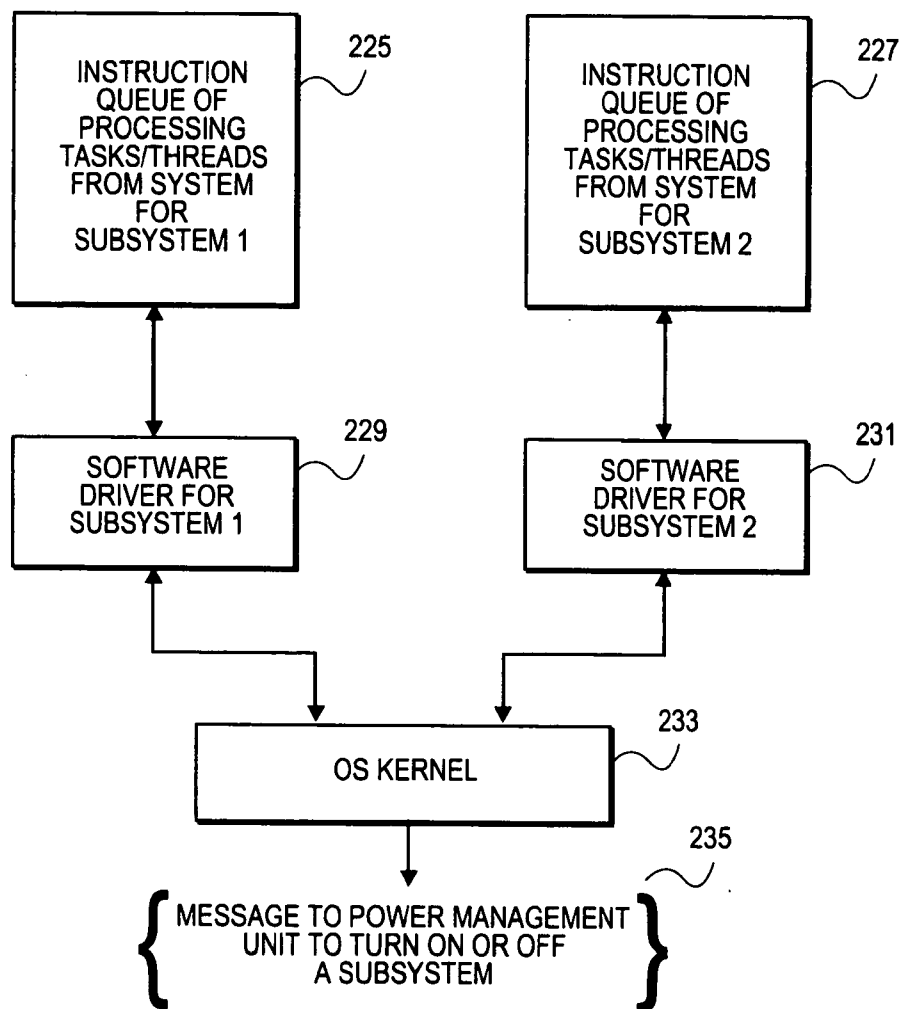 225
INSTRUCTION
QUEUE OF
PROCESSING
TASKS/THREADS
FROM SYSTEM
FOR
SUBSYSTEM 1
227
INSTRUCTION
QUEUE OF
PROCESSING
TASKS/THREADS
FROM SYSTEM
FOR
SUBSYSTEM 2
229
SOFTWARE
DRIVER FOR
SUBSYSTEM 1
231
SOFTWARE
DRIVER FOR
SUBSYSTEM 2
233
OS KERNEL
235
MESSAGE TO POWER MANAGEMENT
UNIT TO TURN ON OR OFF
A SUBSYSTEM